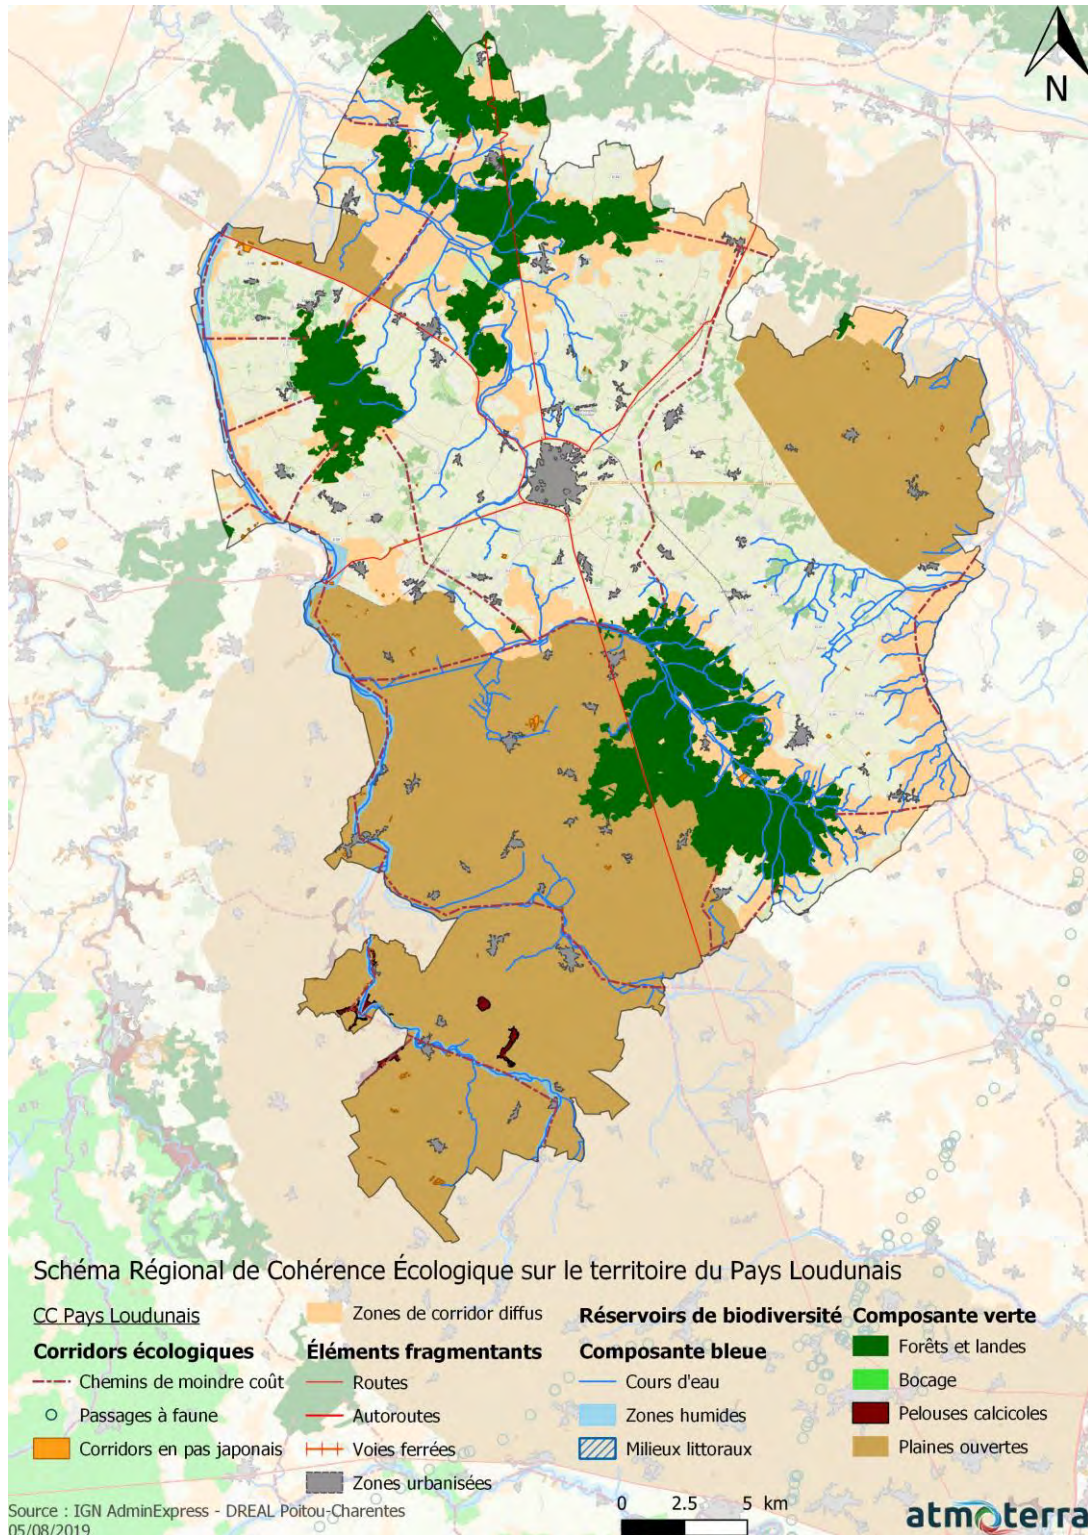 N
Schéma Régional de Cohérence Écologique sur le territoire du Pays Loudunais
CC Pays Loudunais
Corridors écologiques
Chemins de moindre coût
Passages à faune
Corridors en pas japonais
Zones de corridor diffus
Éléments fragmentants
Routes
Autoroutes
Voies ferrées
Zones urbanisées
Réservoirs de biodiversité
Composante bleue
Cours d'eau
Zones humides
Milieux littoraux
Composante verte
Forêts et landes
Bocage
Pelouses calcicoles
Plaines ouvertes
Source : IGN AdminExpress - DREAL Poitou-Charentes
05/08/2019
0 2.5 5 km
atmoterra